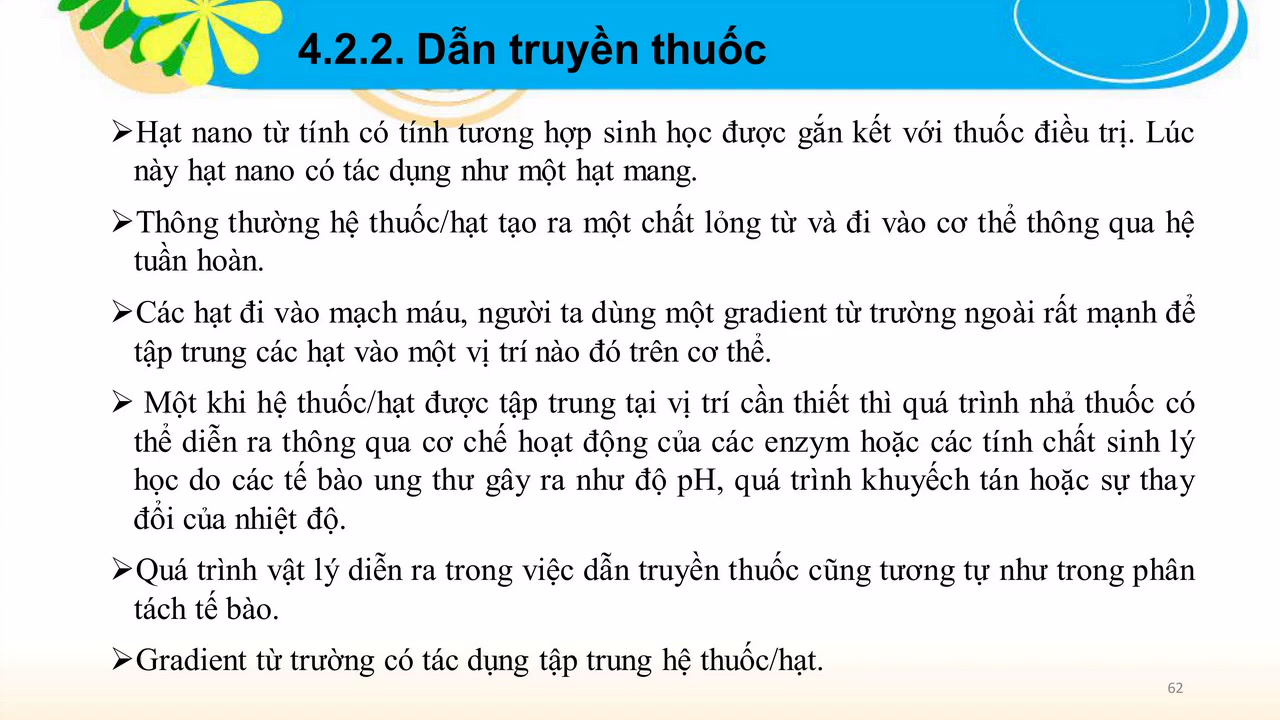 4.2.2. Dẫn truyền thuốc
➢Hạt nano từ tính có tính tương hợp sinh học được gắn kết với thuốc điều trị. Lúc
này hạt nano có tác dụng như một hạt mang.
➢Thông thường hệ thuốc/hạt tạo ra một chất lỏng từ và đi vào cơ thể thông qua hệ
tuần hoàn.
➢Các hạt đi vào mạch máu, người ta dùng một gradient từ trường ngoài rất mạnh để
tập trung các hạt vào một vị trí nào đó trên cơ thể.
➢ Một khi hệ thuốc/hạt được tập trung tại vị trí cần thiết thì quá trình nhả thuốc có
thể diễn ra thông qua cơ chế hoạt động của các enzym hoặc các tính chất sinh lý
học do các tế bào ung thư gây ra như độ pH, quá trình khuyếch tán hoặc sự thay
đổi của nhiệt độ.
➢Quá trình vật lý diễn ra trong việc dẫn truyền thuốc cũng tương tự như trong phân
tách tế bào.
➢Gradient từ trường có tác dụng tập trung hệ thuốc/hạt.
62